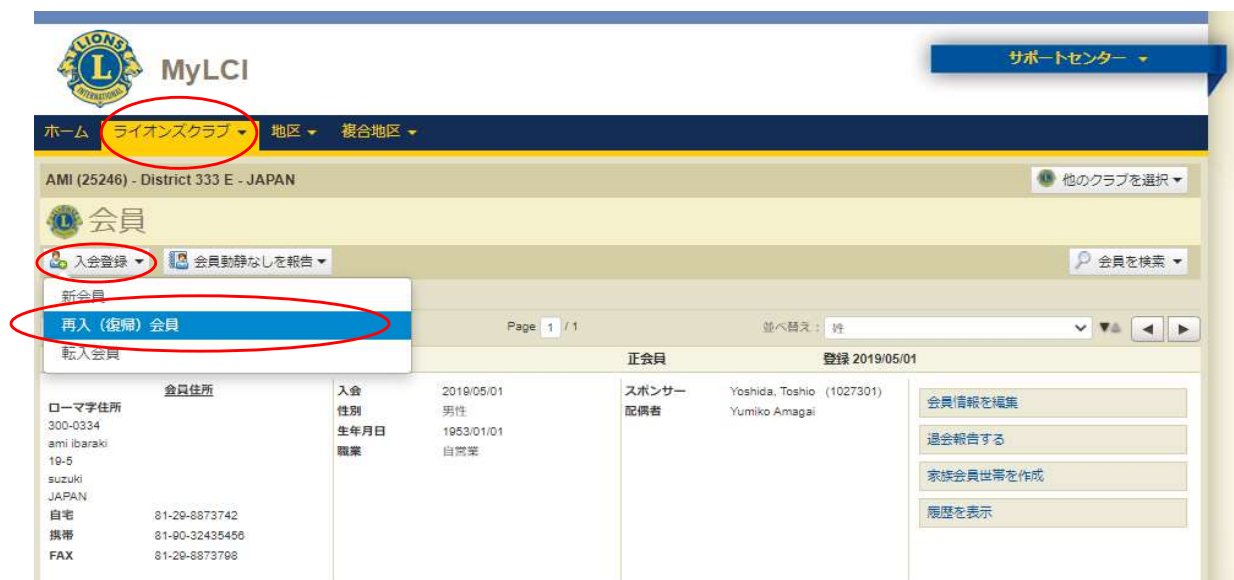 LIONS
L
INTERNATIONAL
MyLCI
サポートセンター
ホーム ライオンズクラブ 地区 複合地区
AMI (25246) - District 333 E - JAPAN 他のクラブを選択
会員
入会登録 会員動静なしを報告 会員を検索
新会員
再入（復帰）会員 Page 1 / 1 並べ替え： 姓
転入会員
正会員 登録 2019/05/01
会員住所 入会 2019/05/01 スポンサー Yoshida, Toshio (1027301)
ローマ字住所 性別 男性 配偶者 Yumiko Amagai 会員情報を編集
300-0334 生年月日 1953/01/01
ami ibaraki 職業 自営業 退会報告する
19-5
suzuki 家族会員世帯を作成
JAPAN
自宅 81-29-8873742 履歴を表示
携帯 81-90-32435456
FAX 81-29-8873798